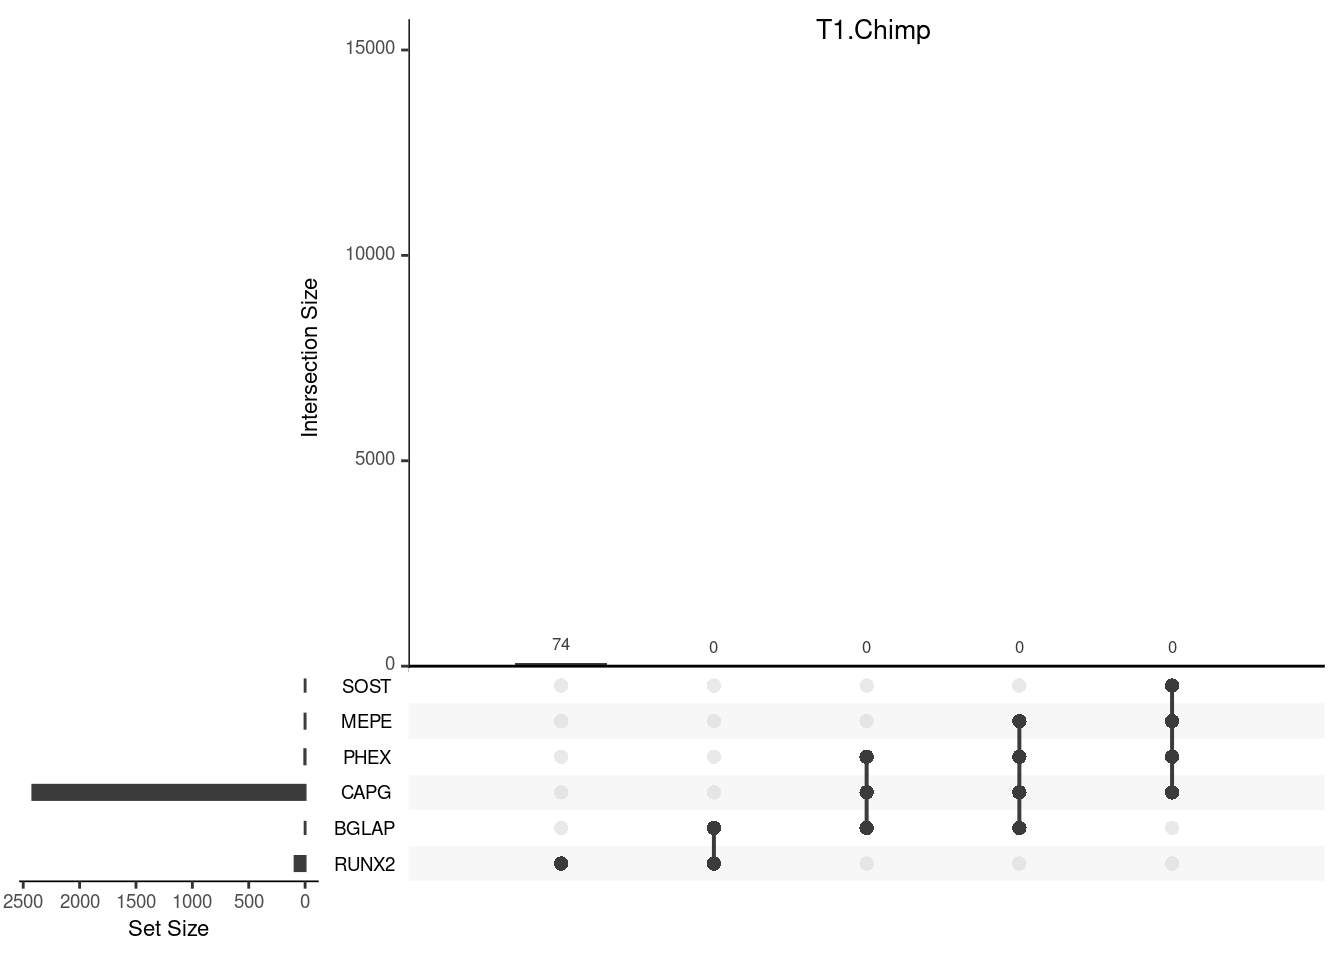 T1.Chimp
15000
10000
5000
0
Intersection Size
74 0 0 0 0
SOST
MEPE
PHEX
CAPG
BGLAP
RUNX2
2500 2000 1500 1000 500 0
Set Size